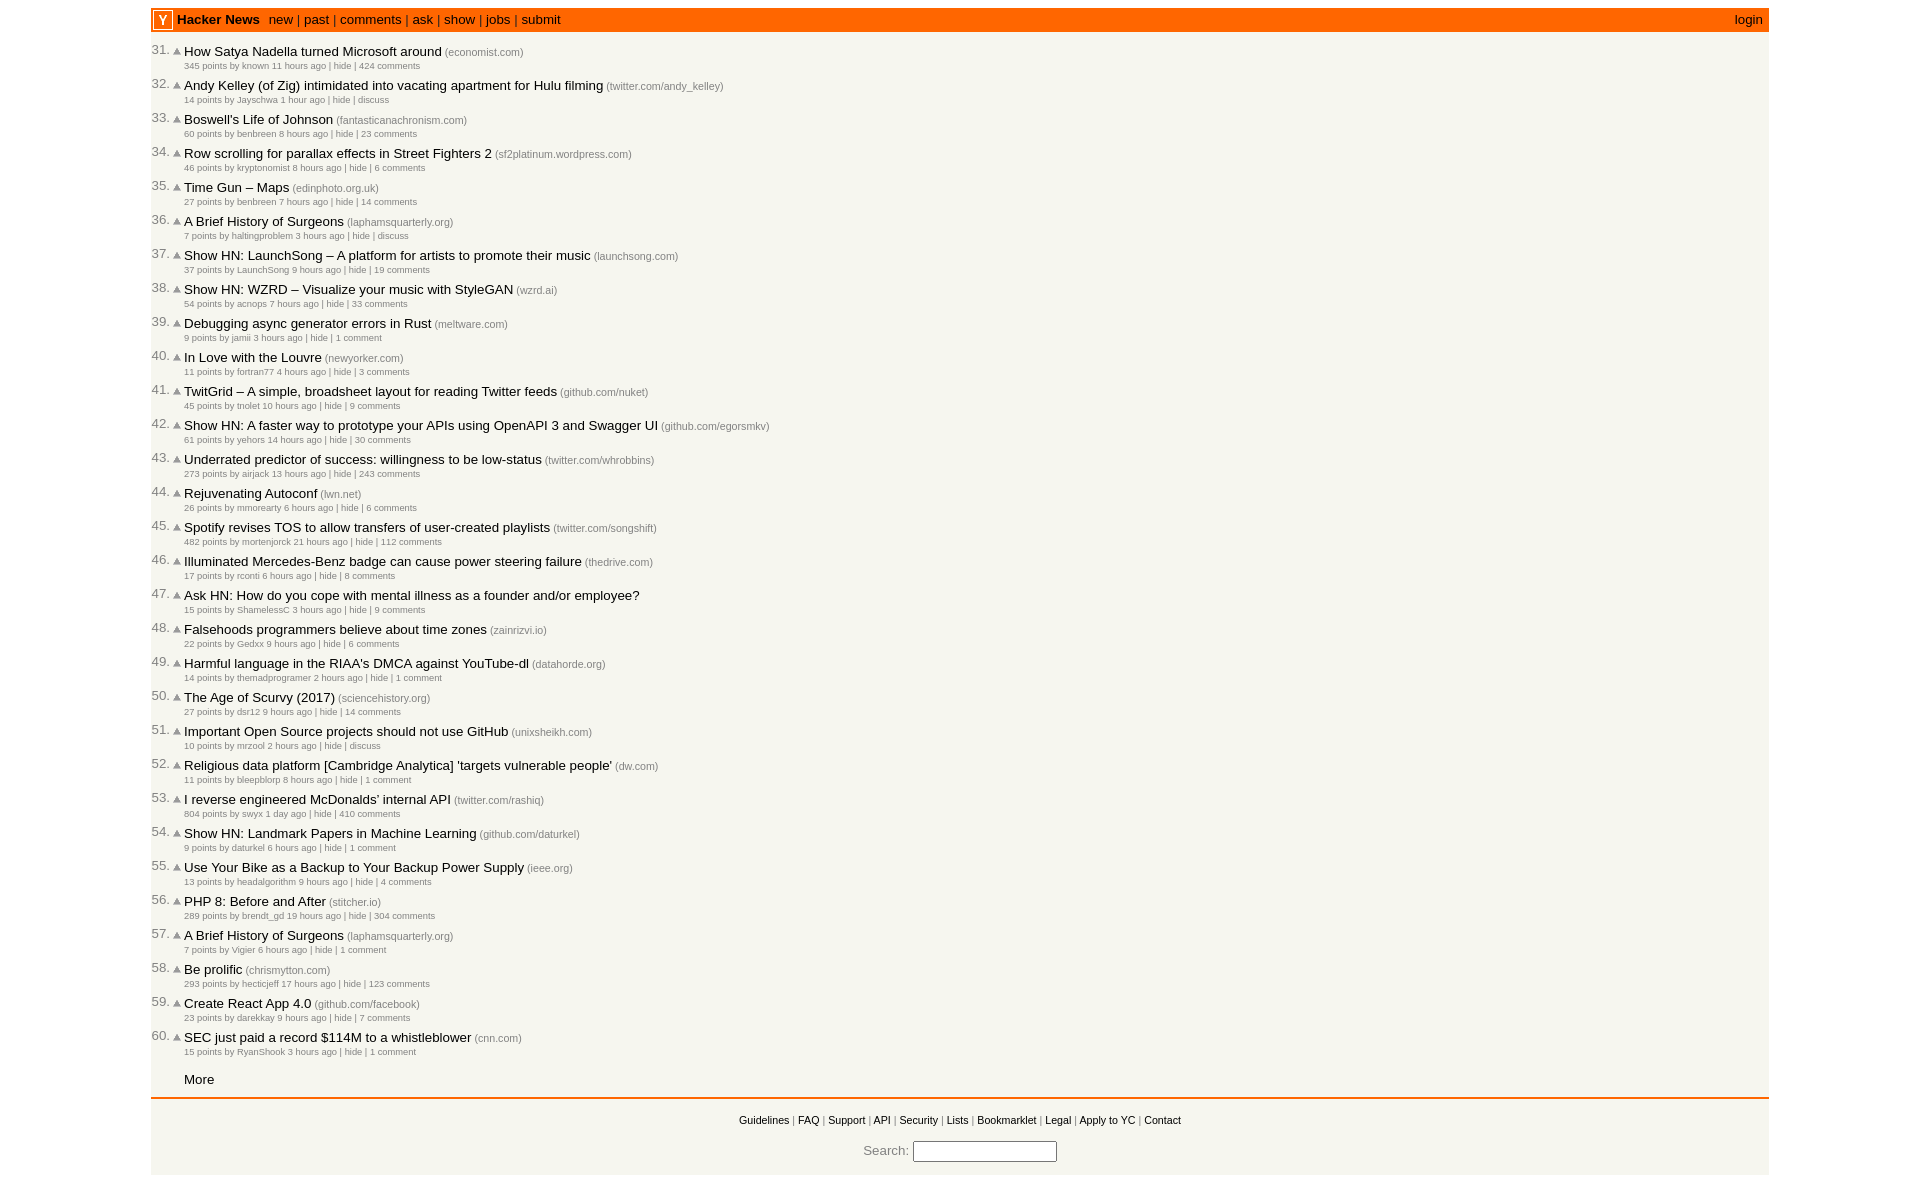 Y Hacker News new | past | comments | ask | show | jobs | submit login
31. How Satya Nadella turned Microsoft around (economist.com)
345 points by known 11 hours ago | hide | 424 comments
32. Andy Kelley (of Zig) intimidated into vacating apartment for Hulu filming (twitter.com/andy_kelley)
14 points by Jayschwa 1 hour ago | hide | discuss
33. Boswell's Life of Johnson (fantasticanachronism.com)
60 points by benbreen 8 hours ago | hide | 23 comments
34. Row scrolling for parallax effects in Street Fighters 2 (sf2platinum.wordpress.com)
46 points by kryptonomist 8 hours ago | hide | 6 comments
35. Time Gun – Maps (edinphoto.org.uk)
27 points by benbreen 7 hours ago | hide | 14 comments
36. A Brief History of Surgeons (laphamsquarterly.org)
7 points by haltingproblem 3 hours ago | hide | discuss
37. Show HN: LaunchSong – A platform for artists to promote their music (launchsong.com)
37 points by LaunchSong 9 hours ago | hide | 19 comments
38. Show HN: WZRD – Visualize your music with StyleGAN (wzrd.ai)
54 points by acnops 7 hours ago | hide | 33 comments
39. Debugging async generator errors in Rust (meltware.com)
9 points by jamii 3 hours ago | hide | 1 comment
40. In Love with the Louvre (newyorker.com)
11 points by fortran77 4 hours ago | hide | 3 comments
41. TwitGrid – A simple, broadsheet layout for reading Twitter feeds (github.com/nuket)
45 points by tnolet 10 hours ago | hide | 9 comments
42. Show HN: A faster way to prototype your APIs using OpenAPI 3 and Swagger UI (github.com/egorsmkv)
61 points by yehors 14 hours ago | hide | 30 comments
43. Underrated predictor of success: willingness to be low-status (twitter.com/whrobbins)
273 points by airjack 13 hours ago | hide | 243 comments
44. Rejuvenating Autoconf (lwn.net)
26 points by mmorearty 6 hours ago | hide | 6 comments
45. Spotify revises TOS to allow transfers of user-created playlists (twitter.com/songshift)
482 points by mortenjorck 21 hours ago | hide | 112 comments
46. Illuminated Mercedes-Benz badge can cause power steering failure (thedrive.com)
17 points by rconti 6 hours ago | hide | 8 comments
47. Ask HN: How do you cope with mental illness as a founder and/or employee?
15 points by ShamelessC 3 hours ago | hide | 9 comments
48. Falsehoods programmers believe about time zones (zainrizvi.io)
22 points by Gedxx 9 hours ago | hide | 6 comments
49. Harmful language in the RIAA's DMCA against YouTube-dl (datahorde.org)
14 points by themadprogramer 2 hours ago | hide | 1 comment
50. The Age of Scurvy (2017) (sciencehistory.org)
27 points by dsr12 9 hours ago | hide | 14 comments
51. Important Open Source projects should not use GitHub (unixsheikh.com)
10 points by mrzool 2 hours ago | hide | discuss
52. Religious data platform [Cambridge Analytica] 'targets vulnerable people' (dw.com)
11 points by bleepblorp 8 hours ago | hide | 1 comment
53. I reverse engineered McDonalds' internal API (twitter.com/rashiq)
804 points by swyx 1 day ago | hide | 410 comments
54. Show HN: Landmark Papers in Machine Learning (github.com/daturkel)
9 points by daturkel 6 hours ago | hide | 1 comment
55. Use Your Bike as a Backup to Your Backup Power Supply (ieee.org)
13 points by headalgorithm 9 hours ago | hide | 4 comments
56. PHP 8: Before and After (stitcher.io)
289 points by brendt_gd 19 hours ago | hide | 304 comments
57. A Brief History of Surgeons (laphamsquarterly.org)
7 points by Vigier 6 hours ago | hide | 1 comment
58. Be prolific (chrismytton.com)
293 points by hecticjeff 17 hours ago | hide | 123 comments
59. Create React App 4.0 (github.com/facebook)
23 points by darekkay 9 hours ago | hide | 7 comments
60. SEC just paid a record $114M to a whistleblower (cnn.com)
15 points by RyanShook 3 hours ago | hide | 1 comment
More
Guidelines | FAQ | Support | API | Security | Lists | Bookmarklet | Legal | Apply to YC | Contact
Search: